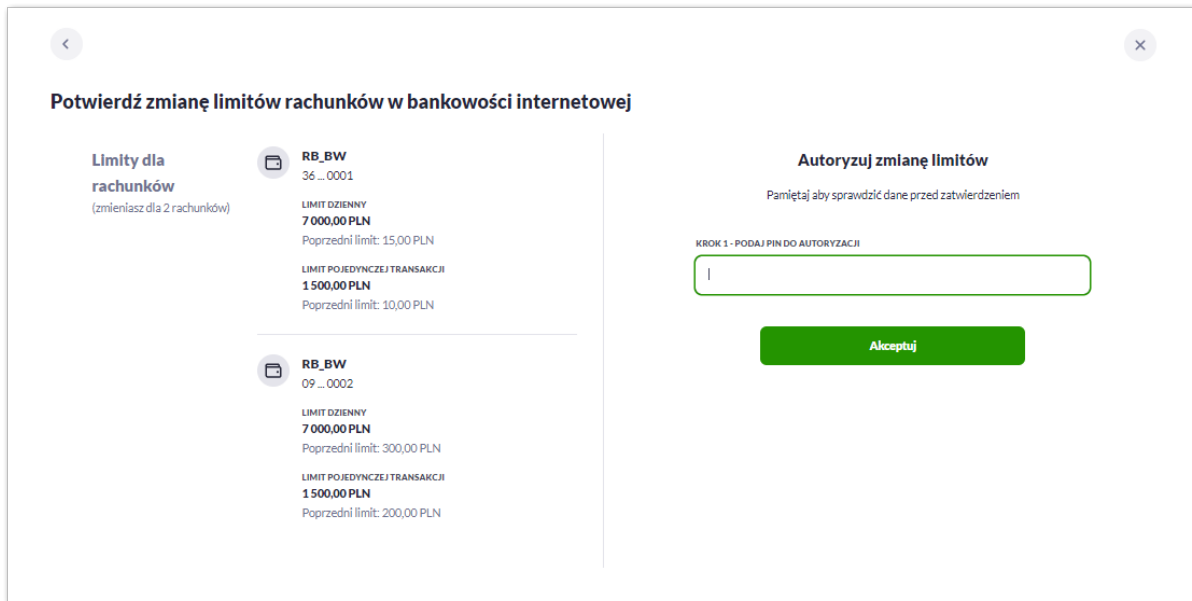 Potwierdź zmianę limitów rachunków w bankowości internetowej
Limity dla
rachunków
(zmieniasz dla 2 rachunków)
RB_BW
36 ... 0001
LIMIT DZIENNY
7 000,00 PLN
Poprzedni limit: 15,00 PLN
LIMIT POJEDYNCZEJ TRANSAKCJI
1 500,00 PLN
Poprzedni limit: 10,00 PLN
RB_BW
09 ... 0002
LIMIT DZIENNY
7 000,00 PLN
Poprzedni limit: 300,00 PLN
LIMIT POJEDYNCZEJ TRANSAKCJI
1 500,00 PLN
Poprzedni limit: 200,00 PLN
Autoryzuj zmianę limitów
Pamiętaj aby sprawdzić dane przed zatwierdzeniem
KROK 1 - PODAJ PIN DO AUTORYZACJI
Akceptuj